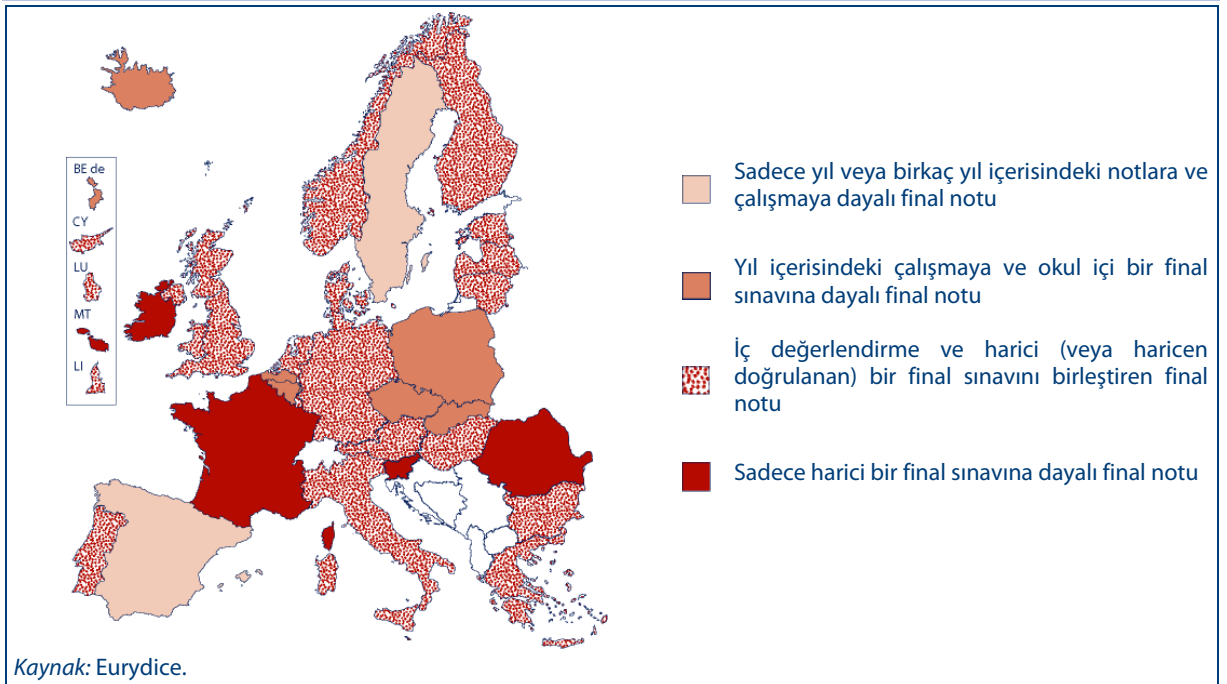 BE de
CY
LU
MT
LI
Sadece yıl veya birkaç yıl içerisindeki notlara ve
çalışmaya dayalı final notu
Yıl içerisindeki çalışmaya ve okul içi bir final
sınavına dayalı final notu
İç değerlendirme ve harici (veya haricen
doğrulanan) bir final sınavını birleştiren final
notu
Sadece harici bir final sınavına dayalı final notu
Kaynak: Eurydice.